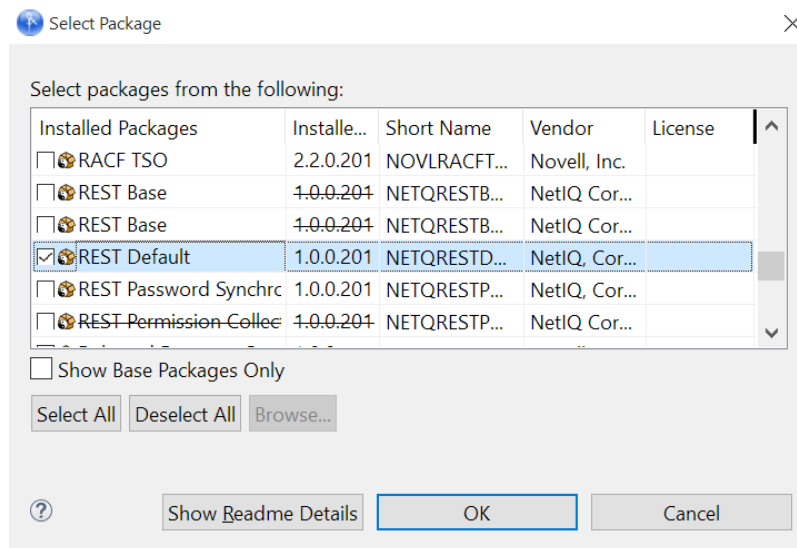 Select Package
Select packages from the following:
Installed Packages Installe... Short Name Vendor License
RACF TSO 2.2.0.201 NOVLRACFT... Novell, Inc.
REST Base 1.0.0.201 NETQRESTB... NetIQ Cor...
REST Base 1.0.0.201 NETQRESTB... NetIQ Cor...
REST Default 1.0.0.201 NETQRESTD... NetIQ, Cor...
REST Password Synchrc 1.0.0.201 NETQRESTP... NetIQ, Cor...
REST Permission Collec 1.0.0.201 NETQRESTP... NetIQ Cor...
Show Base Packages Only
Select All Deselect All Browse...
Show Readme Details OK Cancel